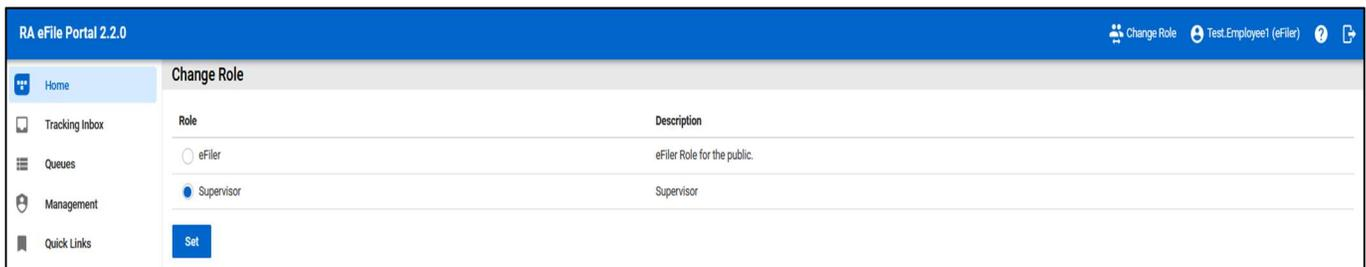 RA eFile Portal 2.2.0
Change Role
Test.Employee1 (eFiler)
?
Home
Tracking Inbox
Queues
Management
Quick Links
Change Role
Role Description
eFiler eFiler Role for the public.
Supervisor Supervisor
Set